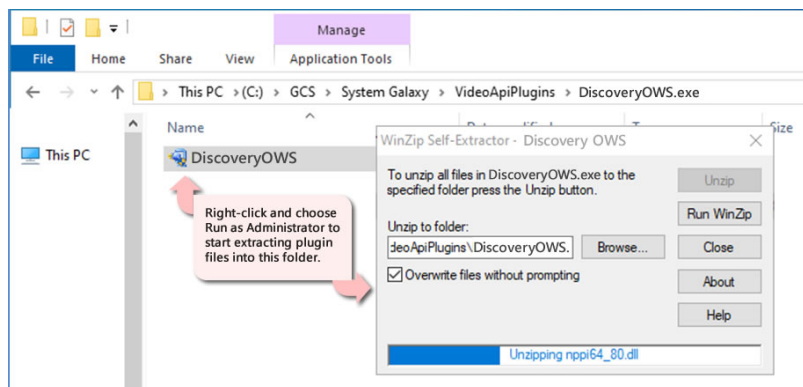 Manage
File
Home
Share
View
Application Tools
This PC > (C:) > GCS > System Galaxy > VideoApiPlugins > DiscoveryOWS.exe
Name
Size
This PC
DiscoveryOWS
Right-click and choose
Run as Administrator to
start extracting plugin
files into this folder.
WinZip Self-Extractor - Discovery OWS
To unzip all files in DiscoveryOWS.exe to the
specified folder press the Unzip button.
Unzip to folder:
deoApiPlugins\DiscoveryOWS.
Browse...
Overwrite files without prompting
Unzip
Run WinZip
Close
About
Help
Unzipping nppi64_80.dll